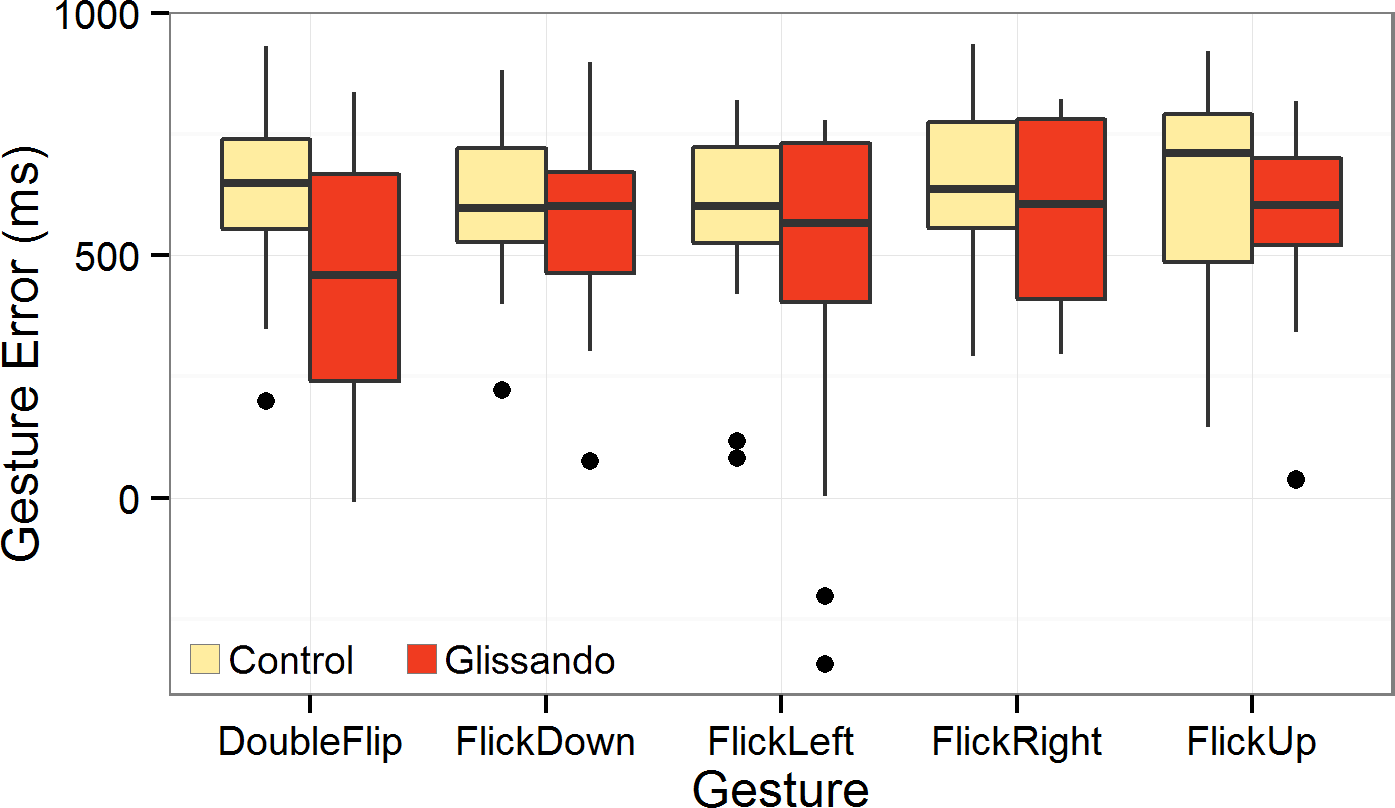 Gesture Error (ms)
1000
500
0
Control
Glissando
DoubleFlip
FlickDown
FlickLeft
FlickRight
FlickUp
Gesture